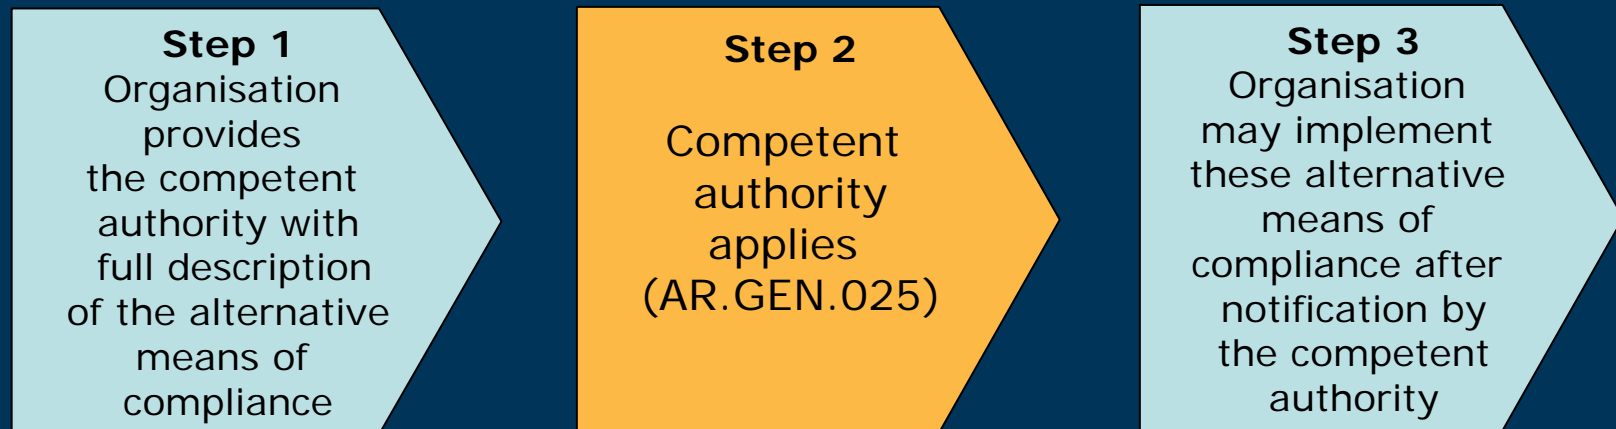 Step 1
Organisation
provides
the competent
authority with
full description
of the alternative
means of
compliance
Step 2
Competent
authority
applies
(AR.GEN.025)
Step 3
Organisation
may implement
these alternative
means of
compliance after
notification by
the competent
authority